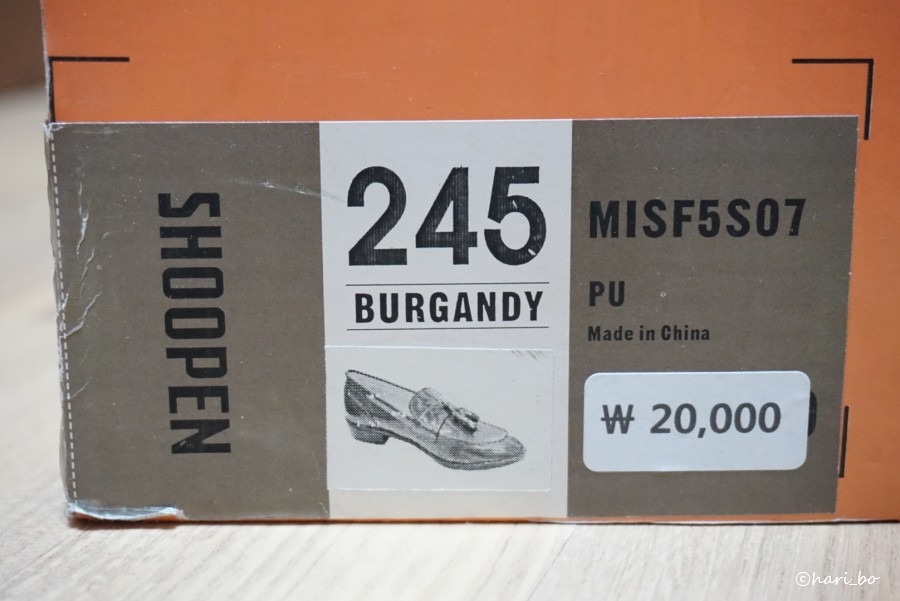 SHOOPEN
245
BURGANDY
MISF5S07
PU
Made in China
₩ 20,000
©hari_bo